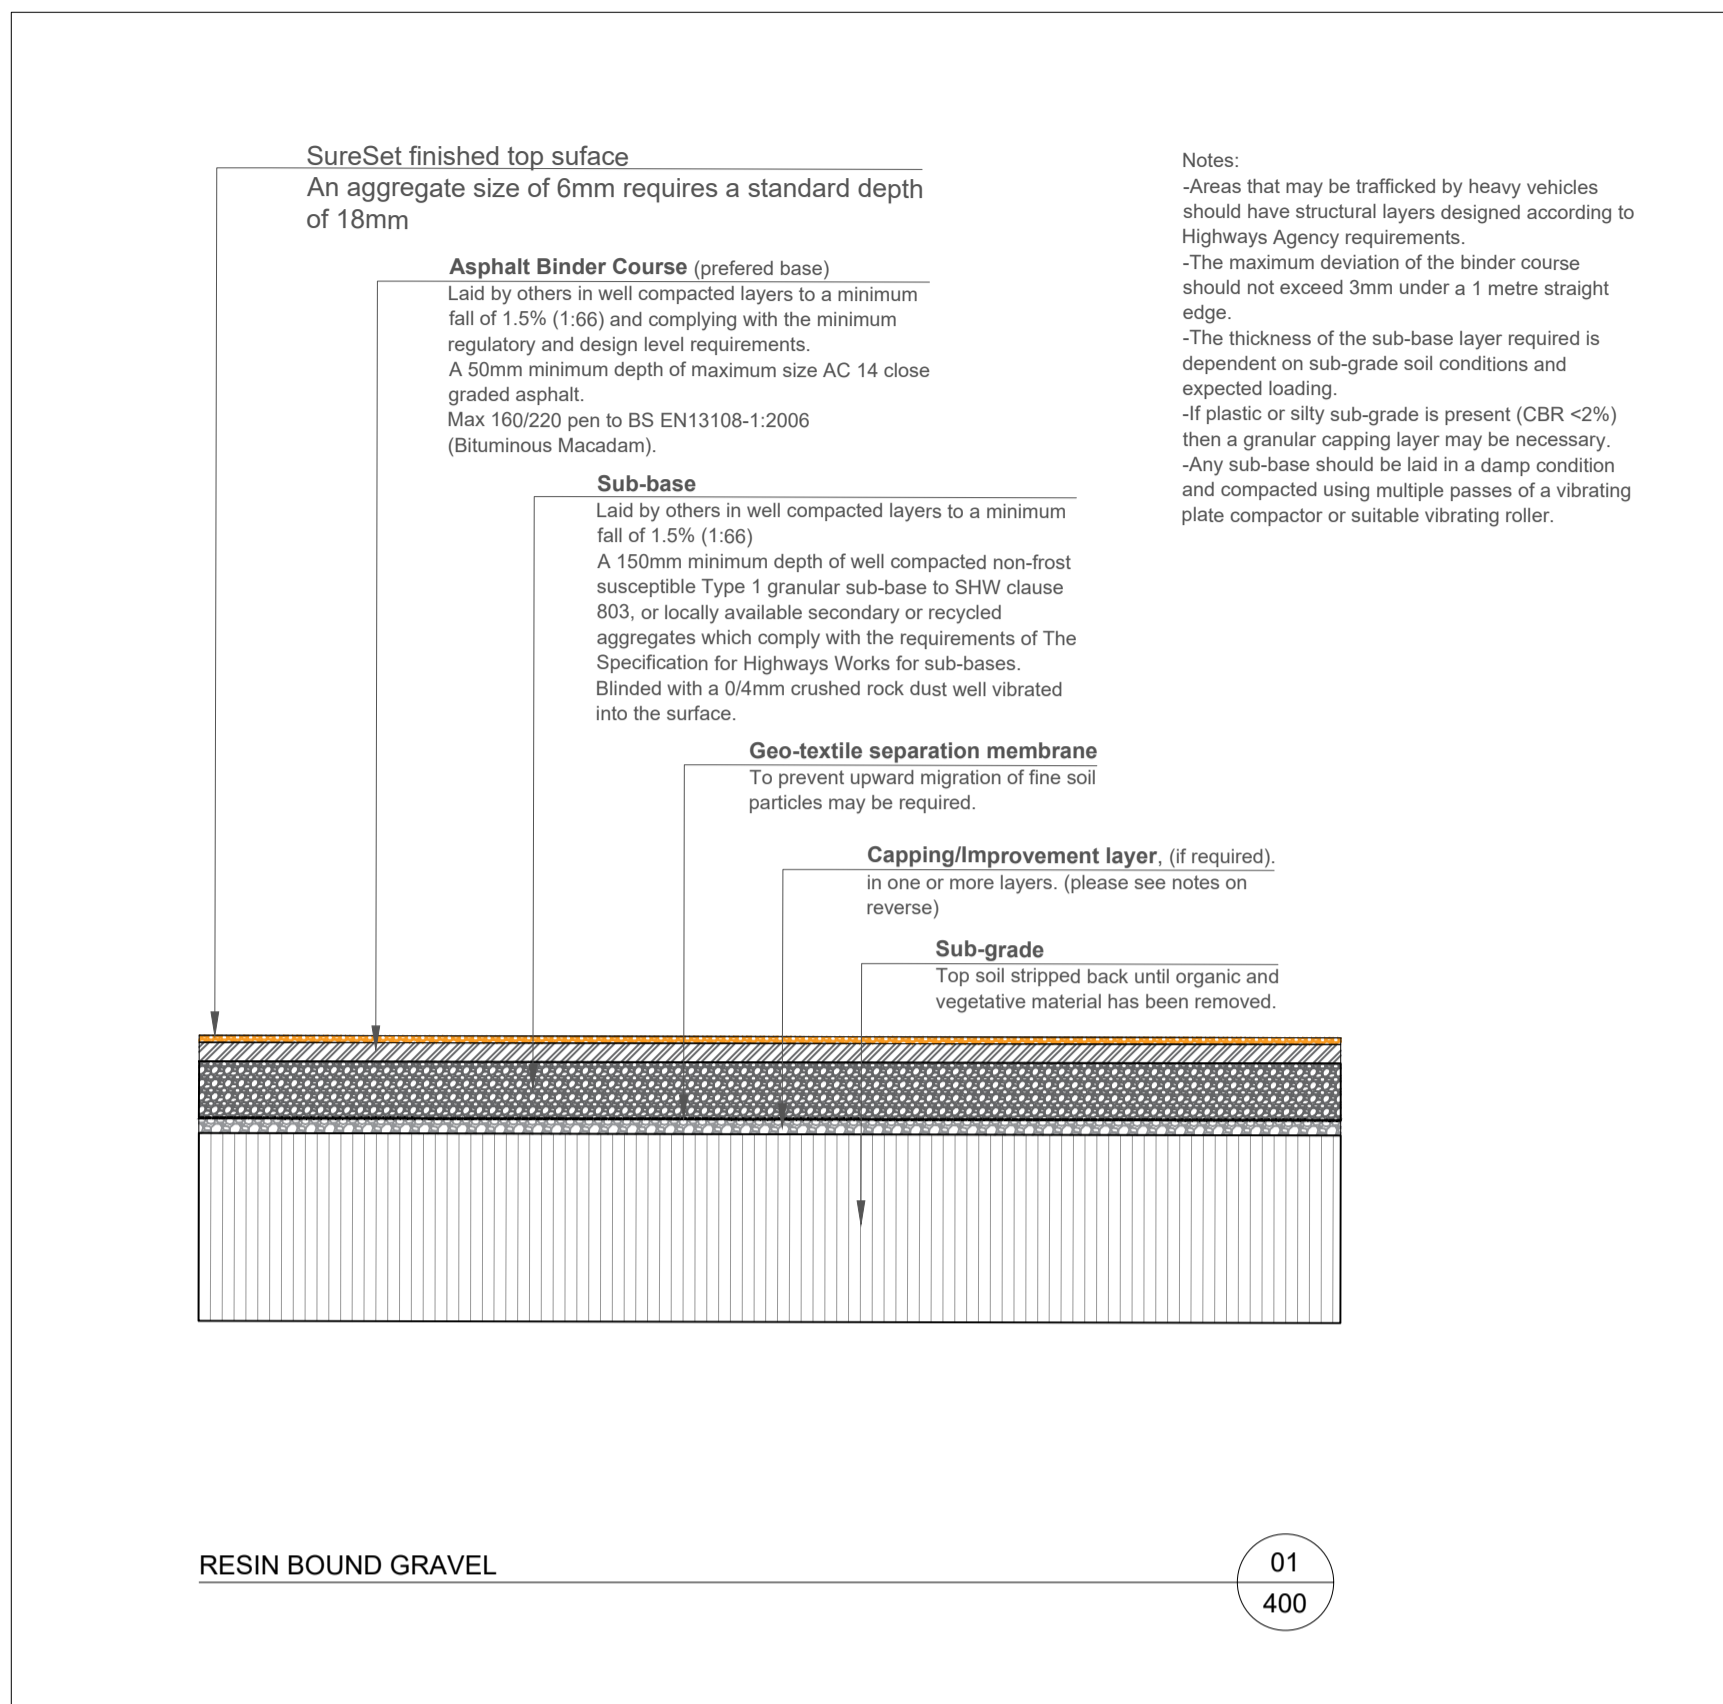 SureSet finished top suface
An aggregate size of 6mm requires a standard depth
of 18mm
Asphalt Binder Course (prefered base)
Laid by others in well compacted layers to a minimum
fall of 1.5% (1:66) and complying with the minimum
regulatory and design level requirements.
A 50mm minimum depth of maximum size AC 14 close
graded asphalt.
Max 160/220 pen to BS EN13108-1:2006
(Bituminous Macadam).
Sub-base
Laid by others in well compacted layers to a minimum
fall of 1.5% (1:66)
A 150mm minimum depth of well compacted non-frost
susceptible Type 1 granular sub-base to SHW clause
803, or locally available secondary or recycled
aggregates which comply with the requirements of The
Specification for Highways Works for sub-bases.
Blinded with a 0/4mm crushed rock dust well vibrated
into the surface.
Geo-textile separation membrane
To prevent upward migration of fine soil
particles may be required.
Capping/Improvement layer, (if required).
in one or more layers. (please see notes on
reverse)
Sub-grade
Top soil stripped back until organic and
vegetative material has been removed.
Notes:
-Areas that may be trafficked by heavy vehicles
should have structural layers designed according to
Highways Agency requirements.
-The maximum deviation of the binder course
should not exceed 3mm under a 1 metre straight
edge.
-The thickness of the sub-base layer required is
dependent on sub-grade soil conditions and
expected loading.
-If plastic or silty sub-grade is present (CBR <2%)
then a granular capping layer may be necessary.
-Any sub-base should be laid in a damp condition
and compacted using multiple passes of a vibrating
plate compactor or suitable vibrating roller.
RESIN BOUND GRAVEL
01
400